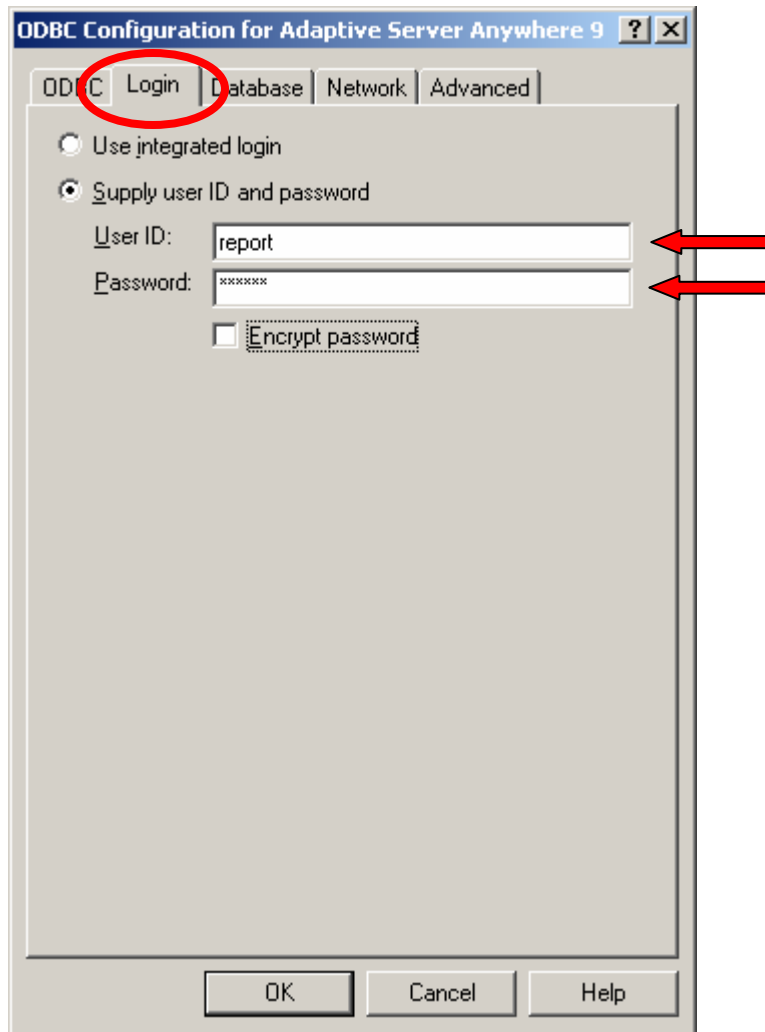 ODBC Configuration for Adaptive Server Anywhere 9 ? X
ODBC Login Database Network Advanced
Use integrated login
Supply user ID and password
User ID: report
Password: ******
Encrypt password
OK Cancel Help